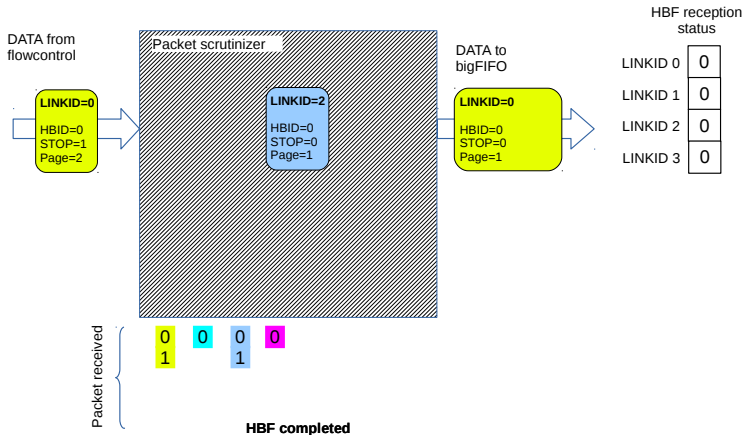 HBF reception
status
DATA from
flowcontrol
Packet scrutinizer
DATA to
bigFIFO
LINKID 0 0
LINKID 1 0
LINKID 2 0
LINKID 3 0
LINKID=0
HBID=0
STOP=1
Page=2
LINKID=2
HBID=0
STOP=0
Page=1
LINKID=0
HBID=0
STOP=0
Page=1
Packet received
0 0 0 0
1 1
HBF completed